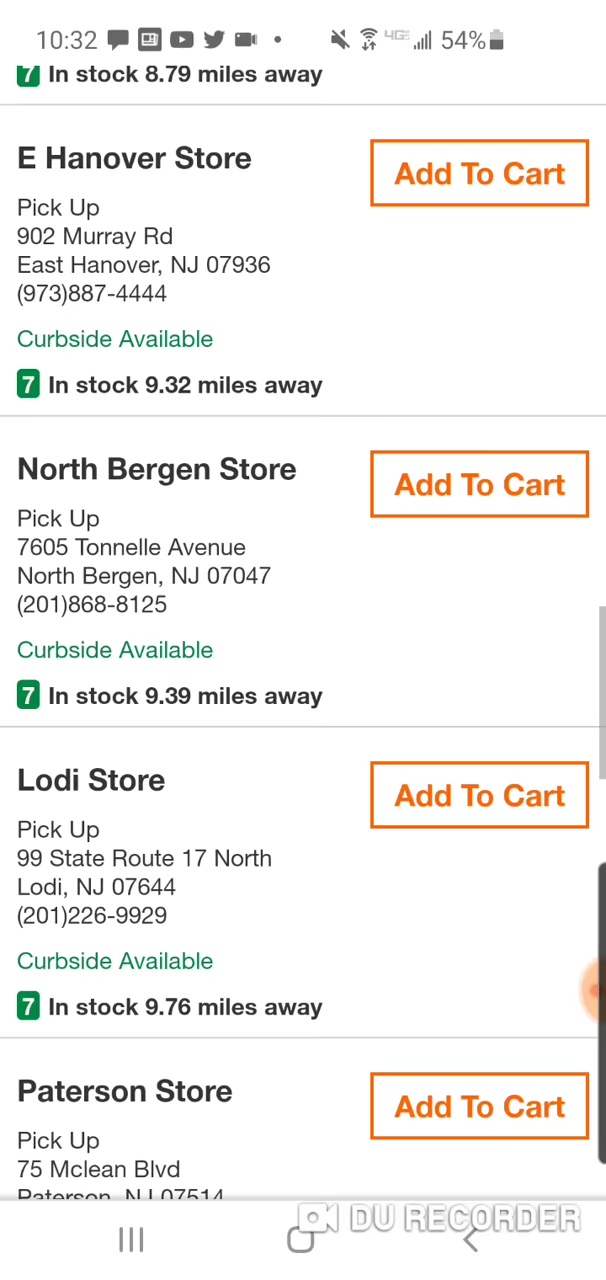 10:32 4GE 54%
7 In stock 8.79 miles away
E Hanover Store
Add To Cart
Pick Up
902 Murray Rd
East Hanover, NJ 07936
(973)887-4444
Curbside Available
7 In stock 9.32 miles away
North Bergen Store
Add To Cart
Pick Up
7605 Tonnelle Avenue
North Bergen, NJ 07047
(201)868-8125
Curbside Available
7 In stock 9.39 miles away
Lodi Store
Add To Cart
Pick Up
99 State Route 17 North
Lodi, NJ 07644
(201)226-9929
Curbside Available
7 In stock 9.76 miles away
Paterson Store
Add To Cart
Pick Up
75 Mclean Blvd
Paterson, NJ 07514
DU RECORDER